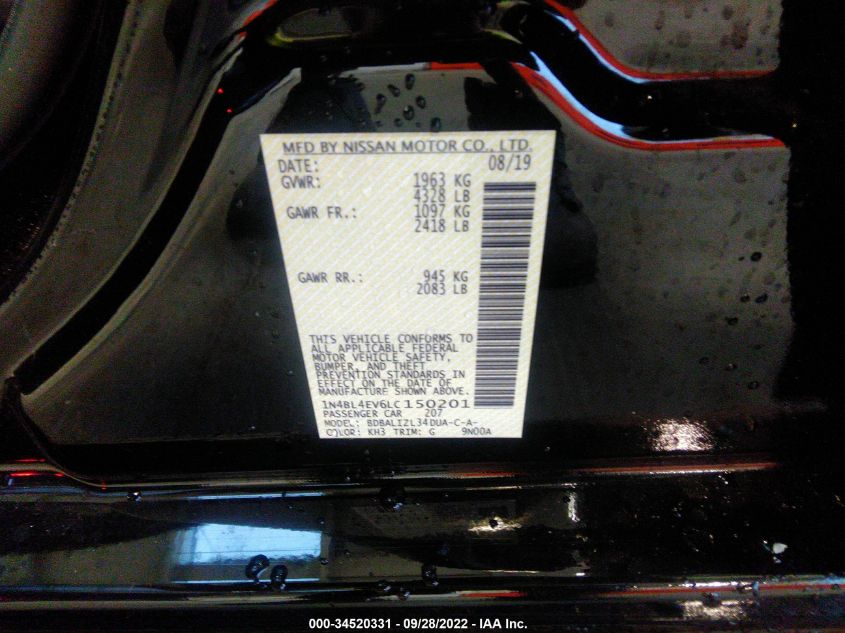 MFD BY NISSAN MOTOR CO., LTD.
DATE: 08/19
GVWR: 1963 KG
4328 LB
GAWR FR.: 1097 KG
2418 LB
GAWR RR.: 945 KG
2083 LB
THIS VEHICLE CONFORMS TO
ALL APPLICABLE FEDERAL
MOTOR VEHICLE SAFETY,
BUMPER, AND THEFT
PREVENTION STANDARDS IN
EFFECT ON THE DATE OF
MANUFACTURE SHOWN ABOVE.
1N4BL4EV6LC150201
PASSENGER CAR 207
MODEL: BDBALIZL34DUA-C-A-
COLOR: KH3 TRIM: G 9N00A
000-34520331 - 09/28/2022 - IAA Inc.